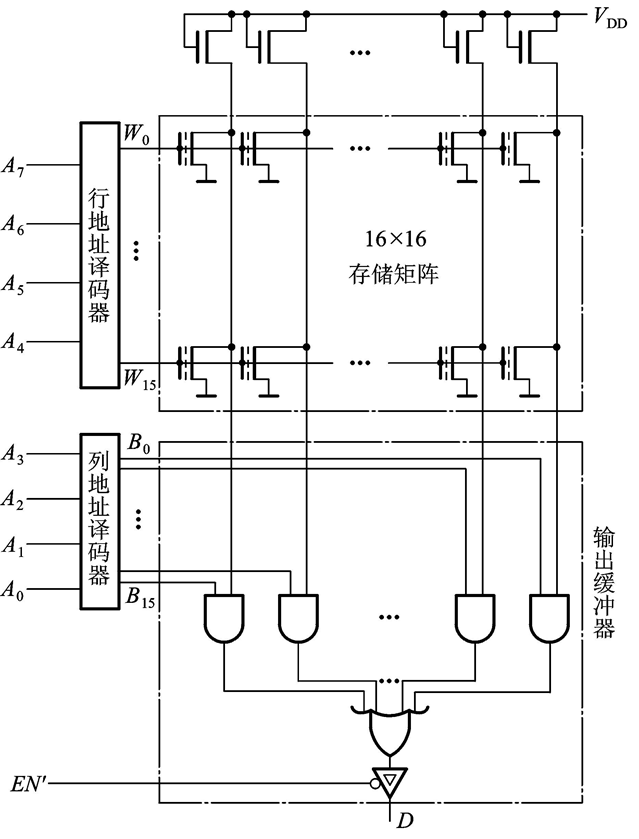 V_DD
W_0
A_7
A_6
A_5
A_4
行地址译码器
16×16
存储矩阵
W_15
A_3
A_2
A_1
A_0
列地址译码器
B_0
B_15
输出缓冲器
EN′
D